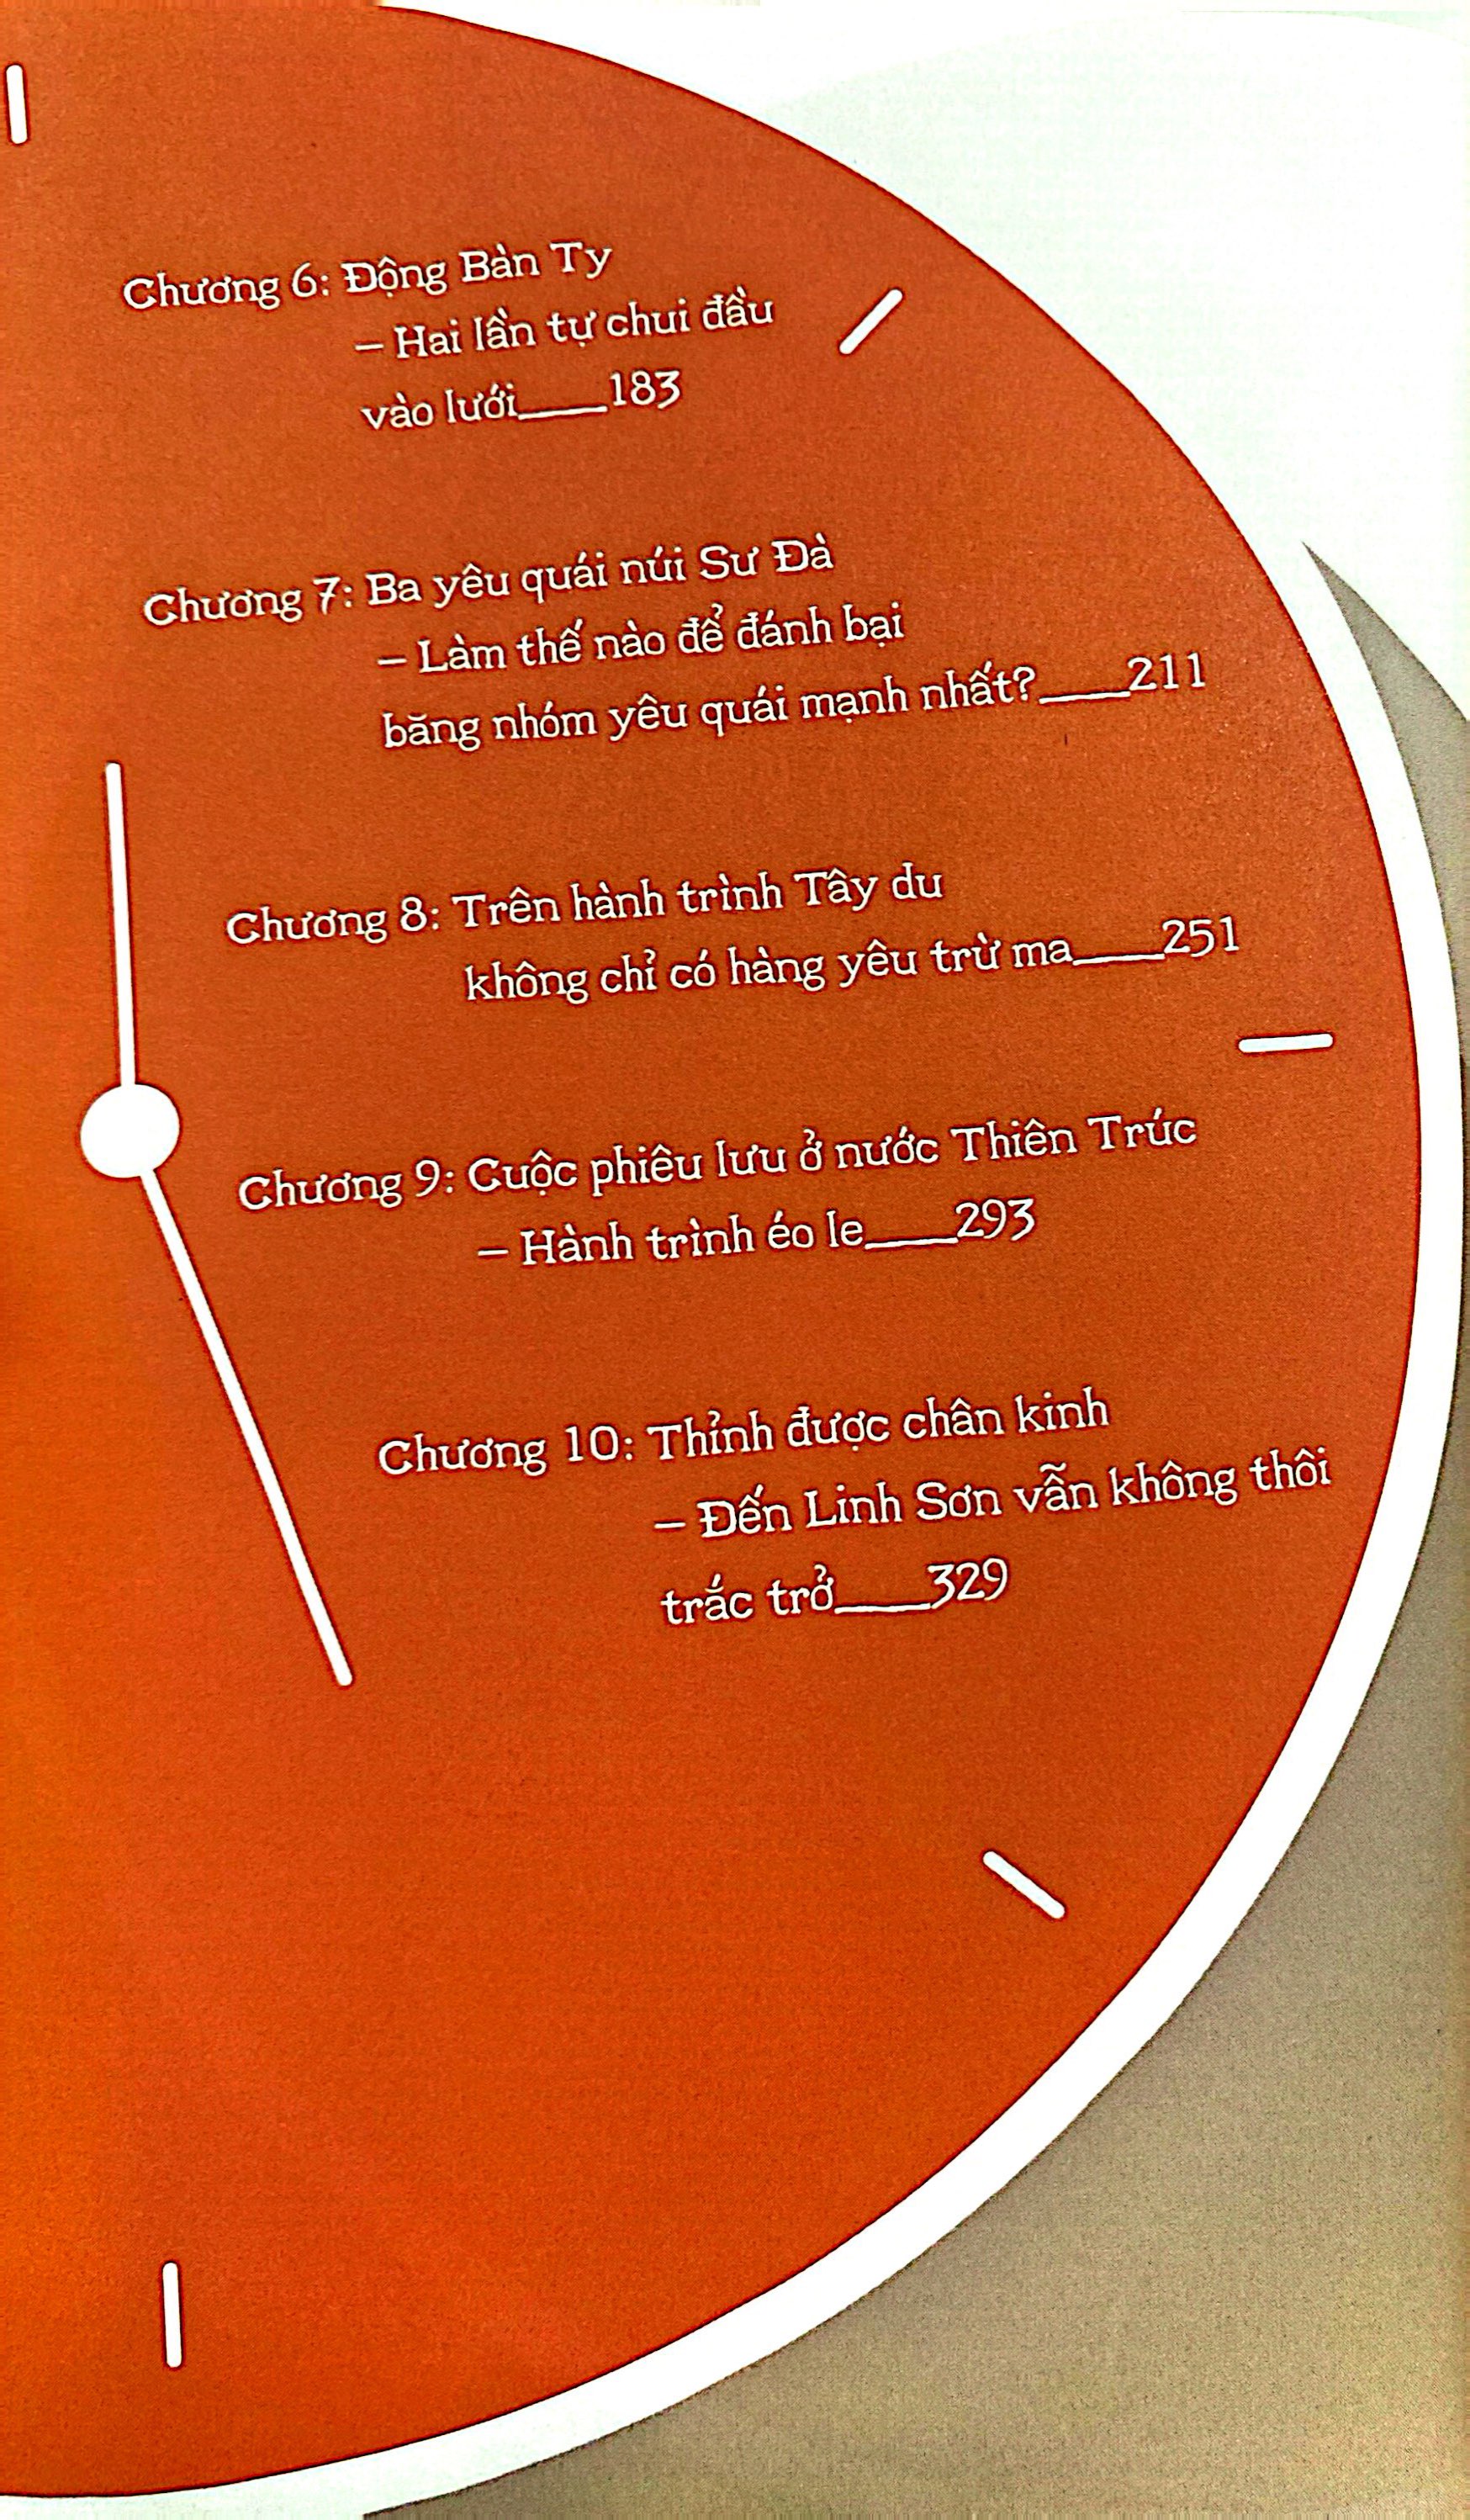 Chương 6: Động Bàn Ty
– Hai lần tự chui đầu
vào lưới____183
Chương 7: Ba yêu quái núi Sư Đà
– Làm thế nào để đánh bại
băng nhóm yêu quái mạnh nhất?____211
Chương 8: Trên hành trình Tây du
không chỉ có hàng yêu trừ ma____251
Chương 9: Cuộc phiêu lưu ở nước Thiên Trúc
– Hành trình éo le____293
Chương 10: Thỉnh được chân kinh
– Đến Linh Sơn vẫn không thôi
trắc trở____329